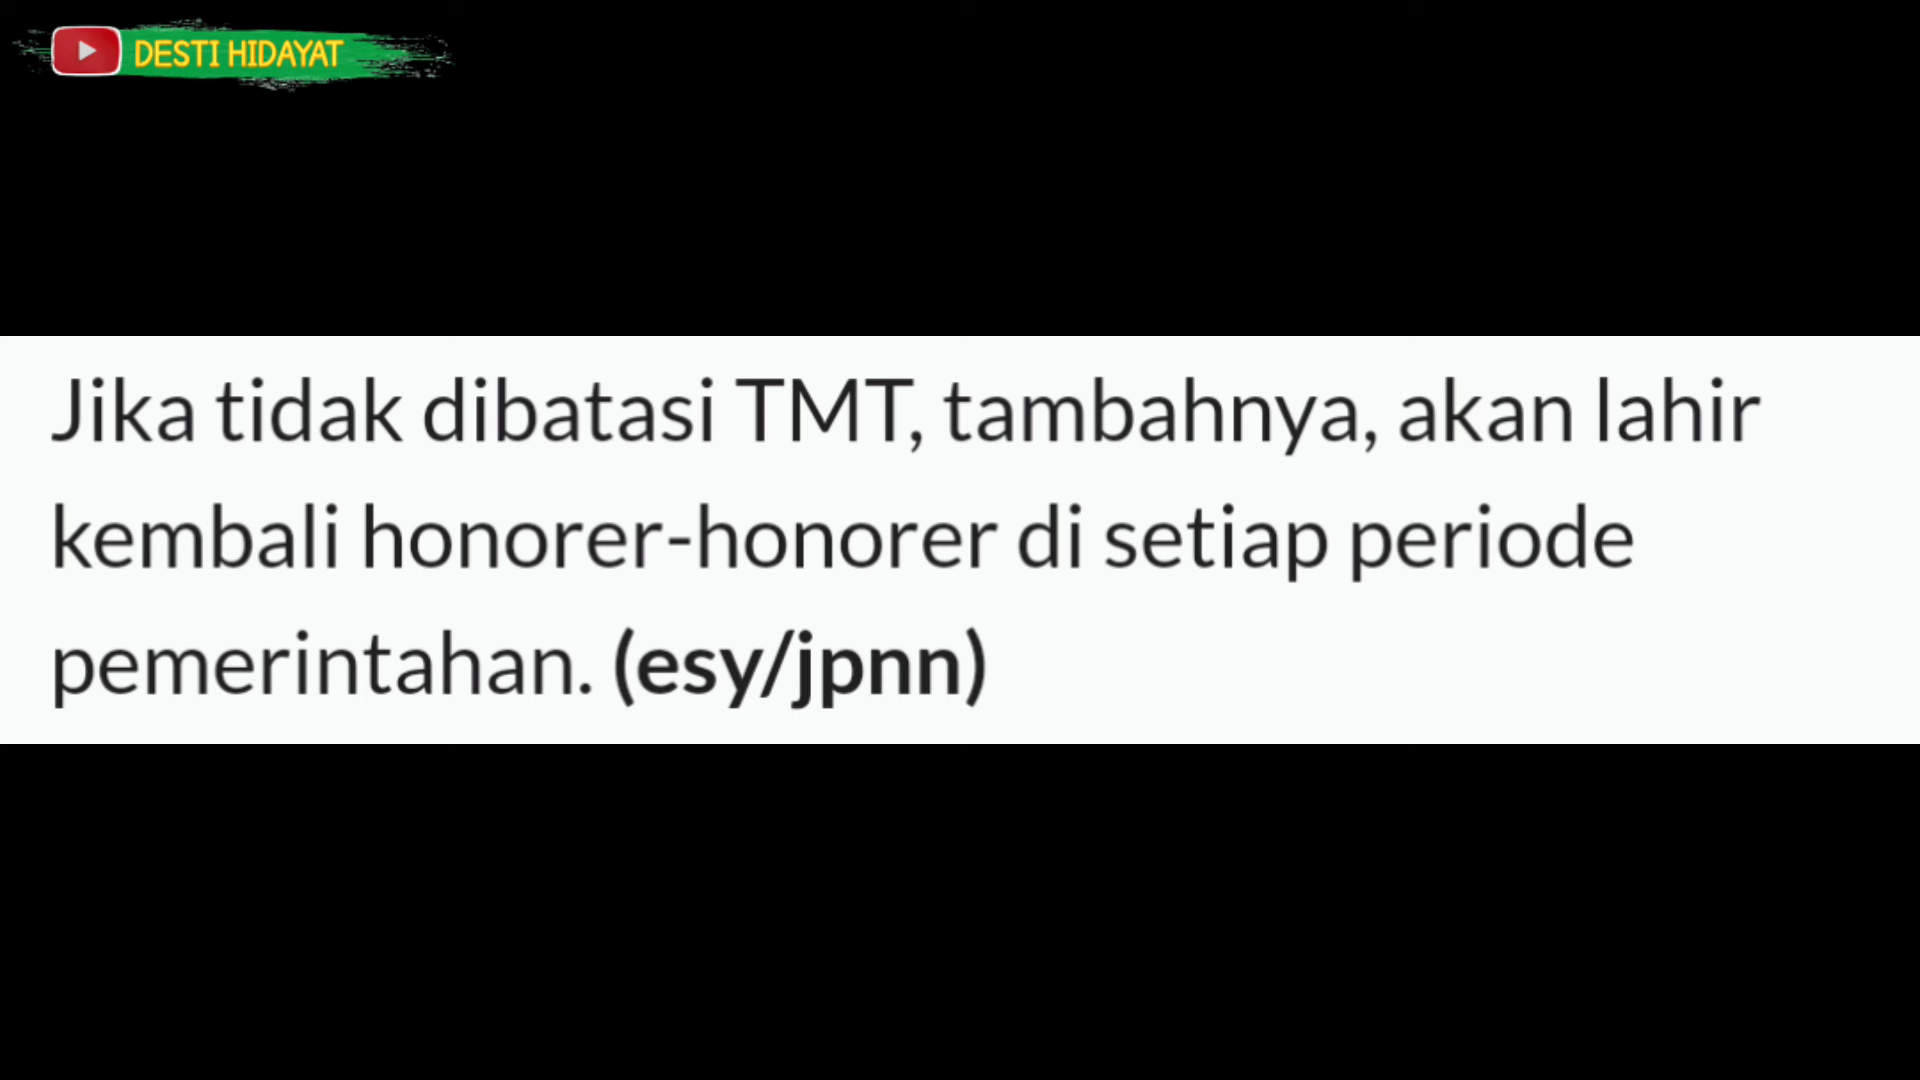 DESTI HIDAYAT
Jika tidak dibatasi TMT, tambahnya, akan lahir
kembali honorer-honorer di setiap periode
pemerintahan. (esy/jpnn)